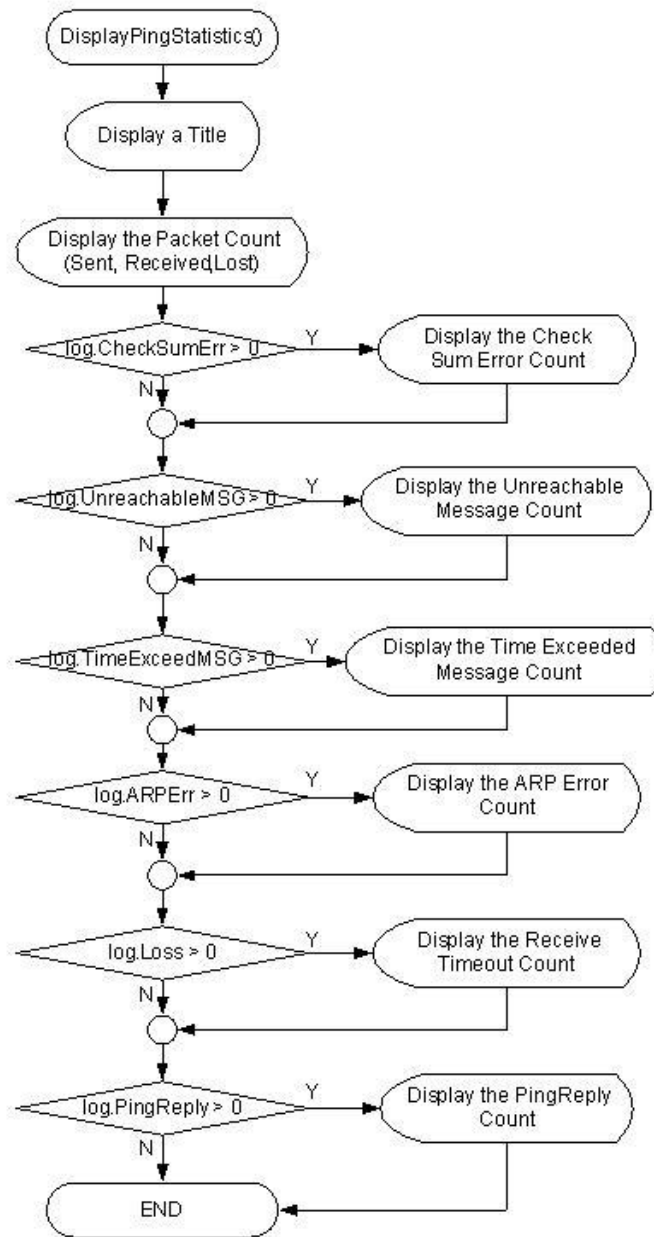 DisplayPingStatistics()
Display a Title
Display the Packet Count
(Sent, Received,Lost)
log.CheckSumErr > 0
Y
Display the Check
Sum Error Count
N
log.UnreachableMSG > 0
Y
Display the Unreachable
Message Count
N
log.TimeExceedMSG > 0
Y
Display the Time Exceeded
Message Count
N
log.ARPErr > 0
Y
Display the ARP Error
Count
N
log.Loss > 0
Y
Display the Receive
Timeout Count
N
log.PingReply > 0
Y
Display the PingReply
Count
N
END